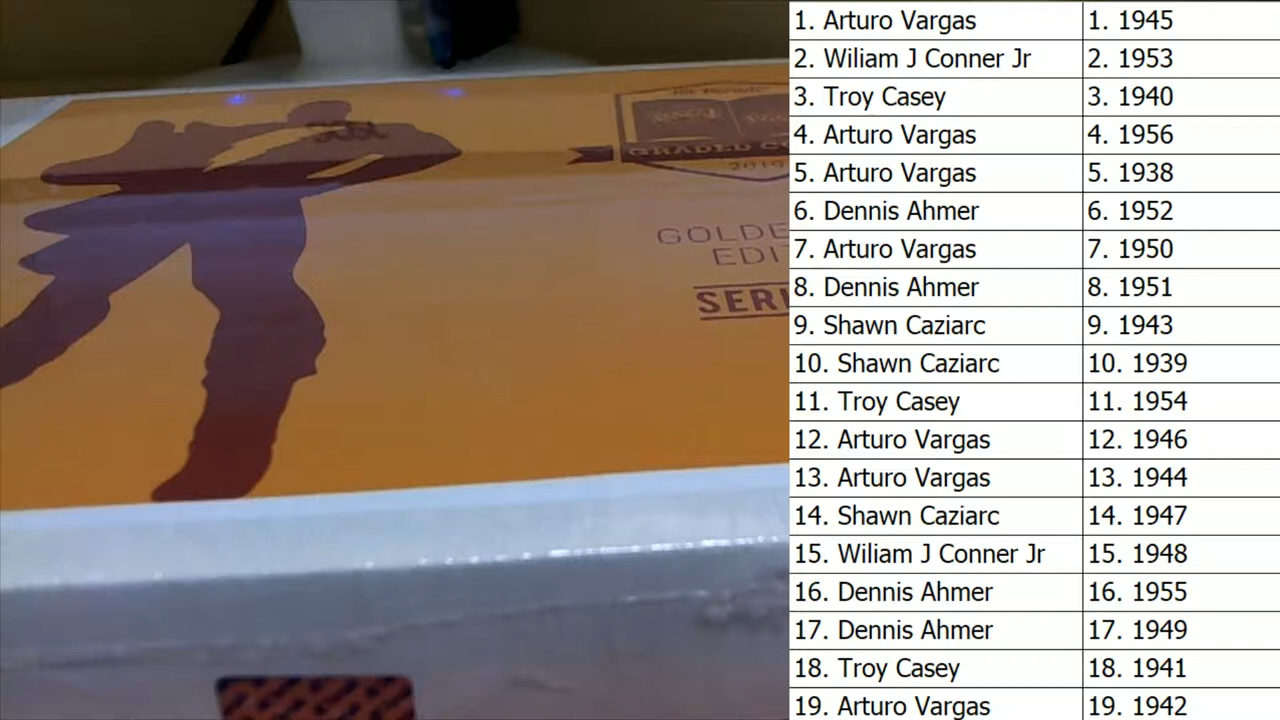 GRADED CO
2019
GOLDE
EDI
SERI
1. Arturo Vargas 1. 1945
2. Wiliam J Conner Jr 2. 1953
3. Troy Casey 3. 1940
4. Arturo Vargas 4. 1956
5. Arturo Vargas 5. 1938
6. Dennis Ahmer 6. 1952
7. Arturo Vargas 7. 1950
8. Dennis Ahmer 8. 1951
9. Shawn Caziarc 9. 1943
10. Shawn Caziarc 10. 1939
11. Troy Casey 11. 1954
12. Arturo Vargas 12. 1946
13. Arturo Vargas 13. 1944
14. Shawn Caziarc 14. 1947
15. Wiliam J Conner Jr 15. 1948
16. Dennis Ahmer 16. 1955
17. Dennis Ahmer 17. 1949
18. Troy Casey 18. 1941
19. Arturo Vargas 19. 1942